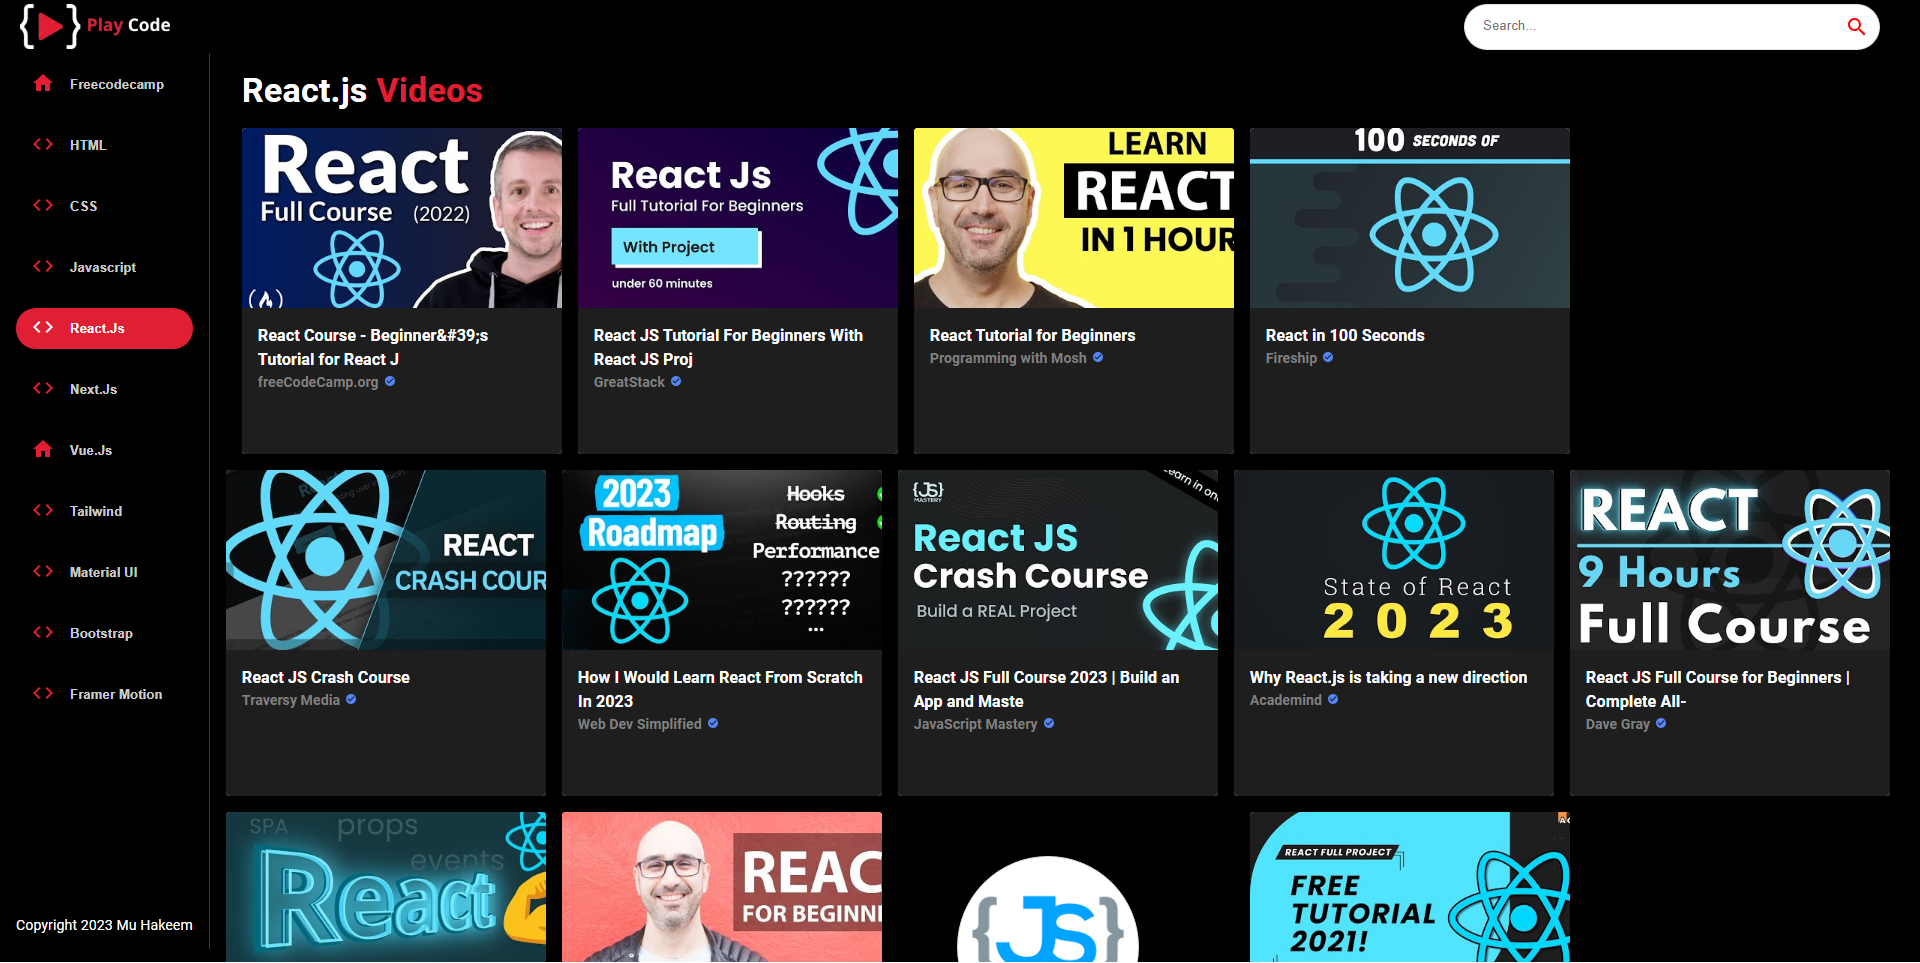 Play Code
Search...
Freecodecamp
HTML
CSS
Javascript
React.Js
Next.Js
Vue.Js
Tailwind
Material UI
Bootstrap
Framer Motion
Copyright 2023 Mu Hakeem
React.js Videos
React
Full Course (2022)
React Course - Beginner&#39;s
Tutorial for React J
freeCodeCamp.org
React Js
Full Tutorial For Beginners
With Project
under 60 minutes
React JS Tutorial For Beginners With
React JS Proj
GreatStack
LEARN
REACT
IN 1 HOUR
React Tutorial for Beginners
Programming with Mosh
100 SECONDS OF
React in 100 Seconds
Fireship
REACT
CRASH COUR
React JS Crash Course
Traversy Media
2023
Roadmap
Hooks
Routing
Performance
??????
??????
...
How I Would Learn React From Scratch
In 2023
Web Dev Simplified
{JS}
MASTERY
earn in on
React JS
Crash Course
Build a REAL Project
React JS Full Course 2023 | Build an
App and Maste
JavaScript Mastery
State of React
2023
Why React.js is taking a new direction
Academind
REACT
9 Hours
Full Course
React JS Full Course for Beginners |
Complete All-
Dave Gray
SPA props
events
React
REAC
FOR BEGINNE
{JS}
REACT FULL PROJECT
FREE
TUTORIAL
2021!